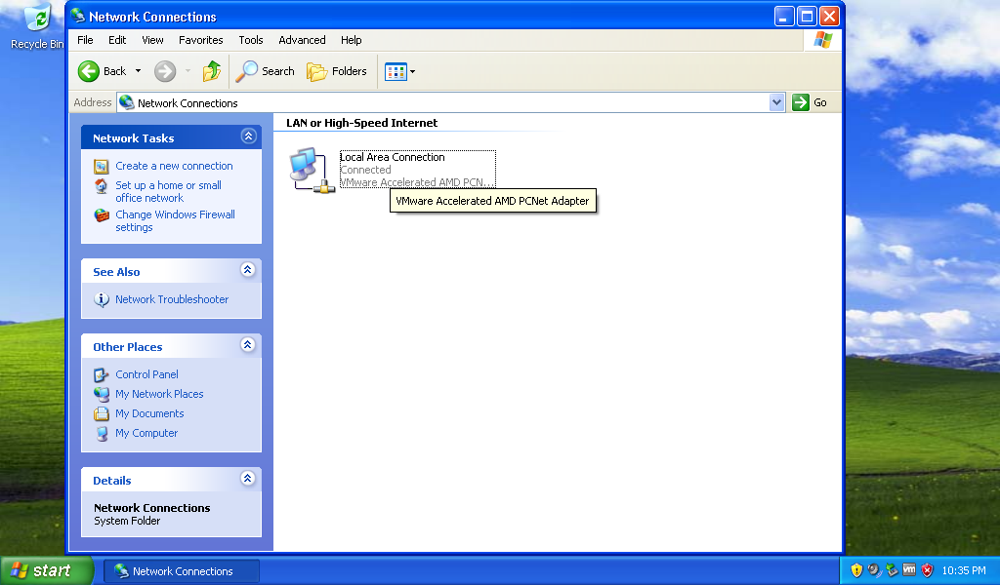 Recycle Bin
Network Connections
File Edit View Favorites Tools Advanced Help
Back Search Folders
Address Network Connections Go
Network Tasks
Create a new connection
Set up a home or small
office network
Change Windows Firewall
settings
See Also
Network Troubleshooter
Other Places
Control Panel
My Network Places
My Documents
My Computer
Details
Network Connections
System Folder
LAN or High-Speed Internet
Local Area Connection
Connected
VMware Accelerated AMD PCN...
VMware Accelerated AMD PCNet Adapter
start Network Connections vm 10:35 PM